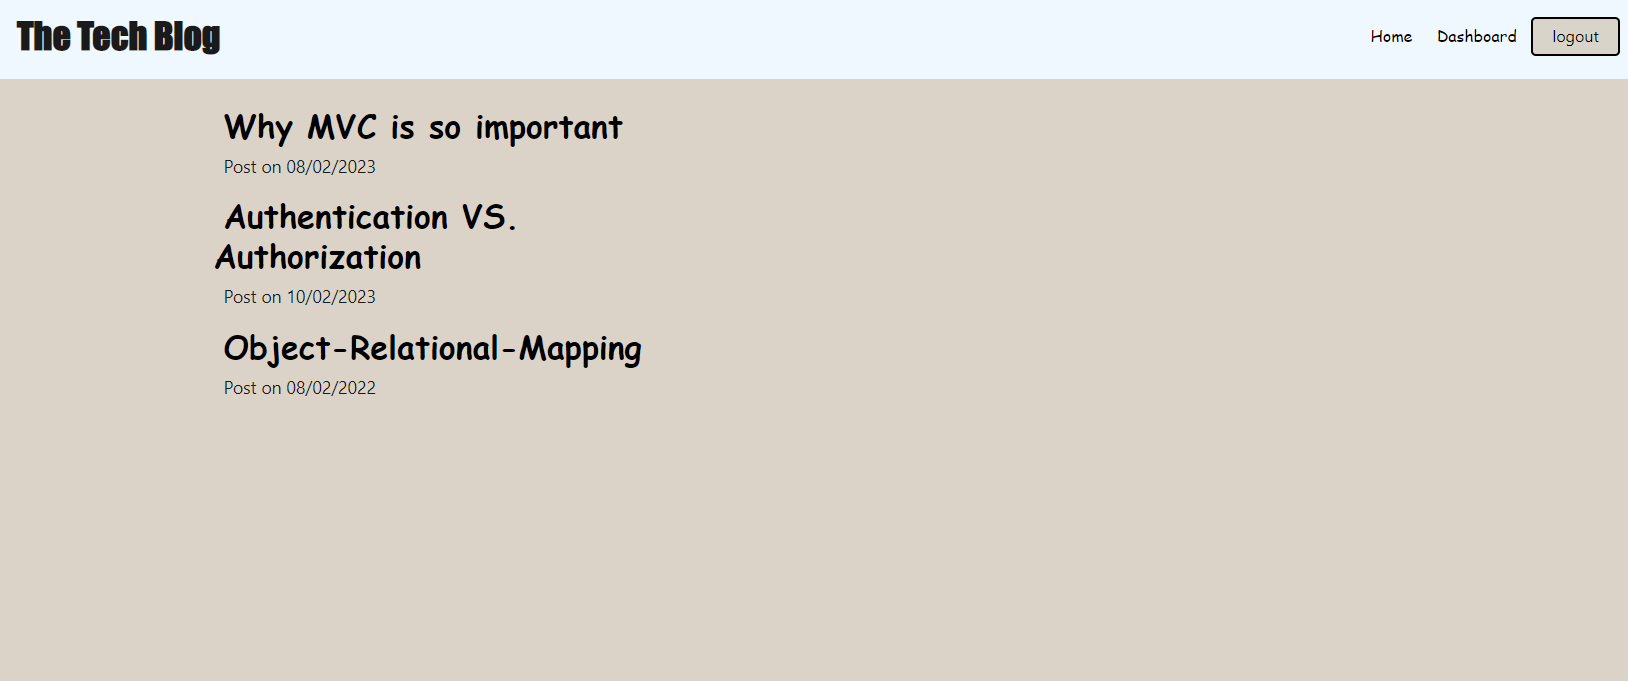 The Tech Blog
Home Dashboard logout
Why MVC is so important
Post on 08/02/2023
Authentication VS.
Authorization
Post on 10/02/2023
Object-Relational-Mapping
Post on 08/02/2022